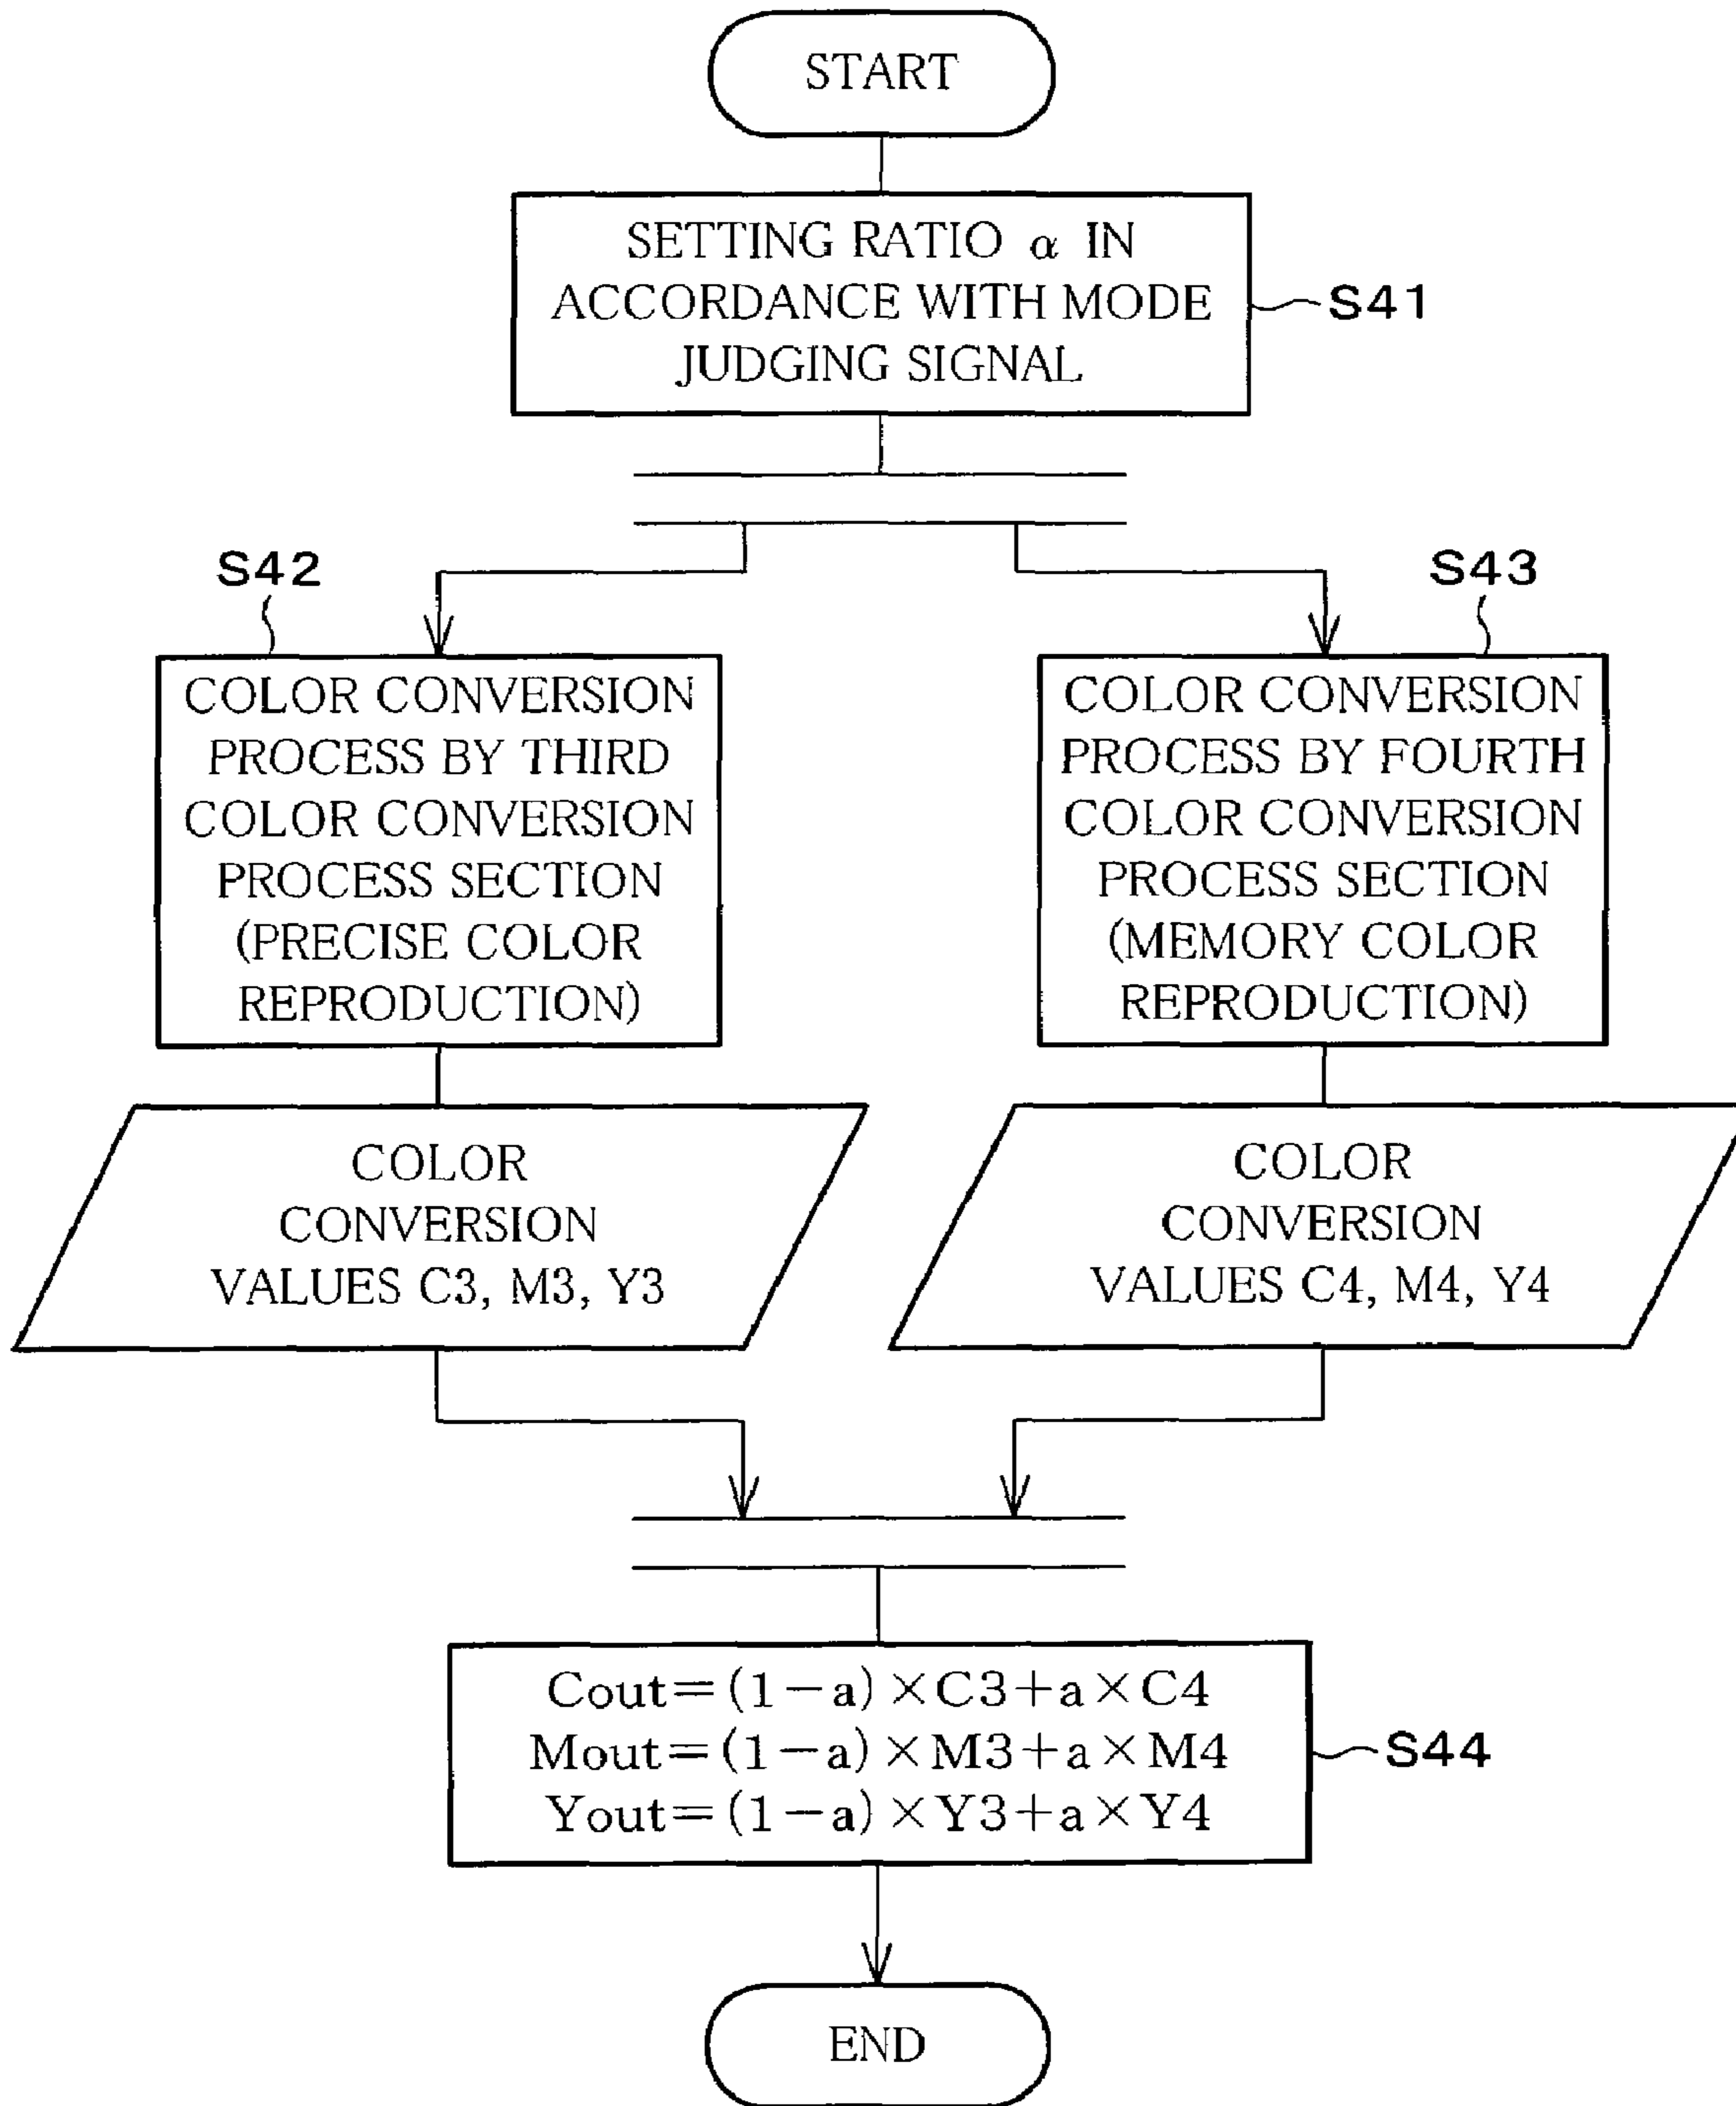 START
SETTING RATIO α IN
ACCORDANCE WITH MODE
JUDGING SIGNAL
S41
S42
COLOR CONVERSION
PROCESS BY THIRD
COLOR CONVERSION
PROCESS SECTION
(PRECISE COLOR
REPRODUCTION)
S43
COLOR CONVERSION
PROCESS BY FOURTH
COLOR CONVERSION
PROCESS SECTION
(MEMORY COLOR
REPRODUCTION)
COLOR
CONVERSION
VALUES C3, M3, Y3
COLOR
CONVERSION
VALUES C4, M4, Y4
Cout=(1-a)×C3+a×C4
Mout=(1-a)×M3+a×M4
Yout=(1-a)×Y3+a×Y4
S44
END